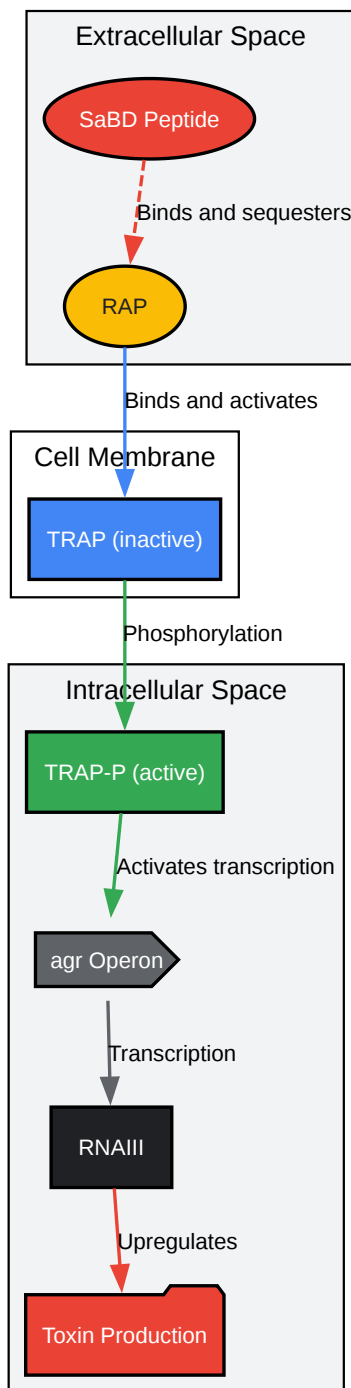 Extracellular Space
SaBD Peptide
Binds and sequesters
RAP
Binds and activates
Cell Membrane
TRAP (inactive)
Phosphorylation
Intracellular Space
TRAP-P (active)
Activates transcription
agr Operon
Transcription
RNAIII
Upregulates
Toxin Production